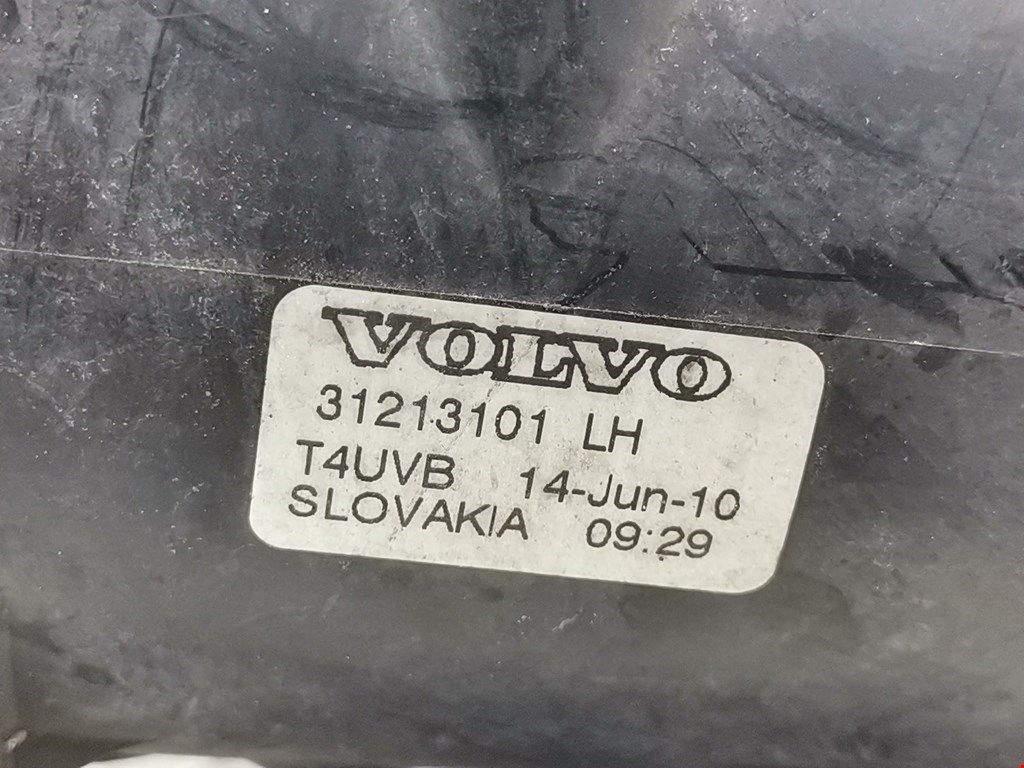 VOLVO
31213101 LH
T4UVB 14-Jun-10
SLOVAKIA 09:29